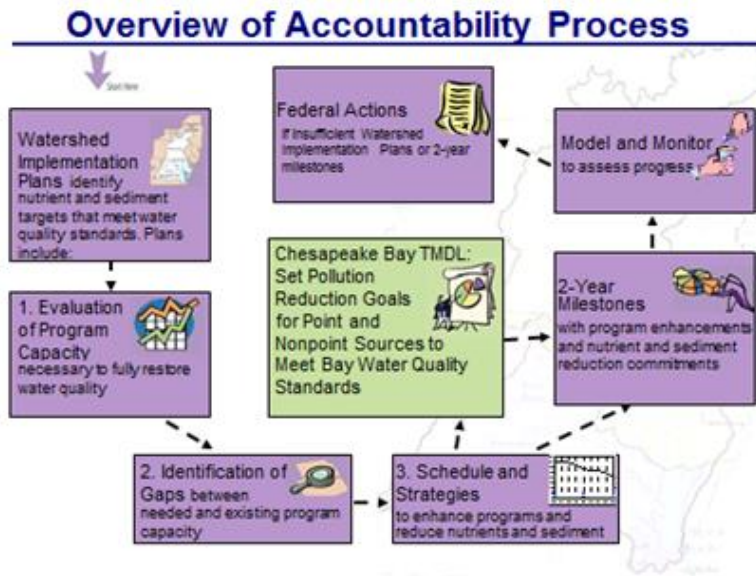 Overview of Accountability Process
Start Here
Watershed
Implementation
Plans identify
nutrient and sediment
targets that meet water
quality standards. Plans
include:
1. Evaluation
of Program
Capacity
necessary to fully restore
water quality
2. Identification of
Gaps between
needed and existing program
capacity
3. Schedule and
Strategies
to enhance programs and
reduce nutrients and sediment
Chesapeake Bay TMDL:
Set Pollution
Reduction Goals
for Point and
Nonpoint Sources to
Meet Bay Water Quality
Standards
2-Year
Milestones
with program enhancements
and nutrient and sediment
reduction commitments
Model and Monitor
to assess progress
Federal Actions
If Insufficient Watershed
Implementation Plans or 2-year
milestones